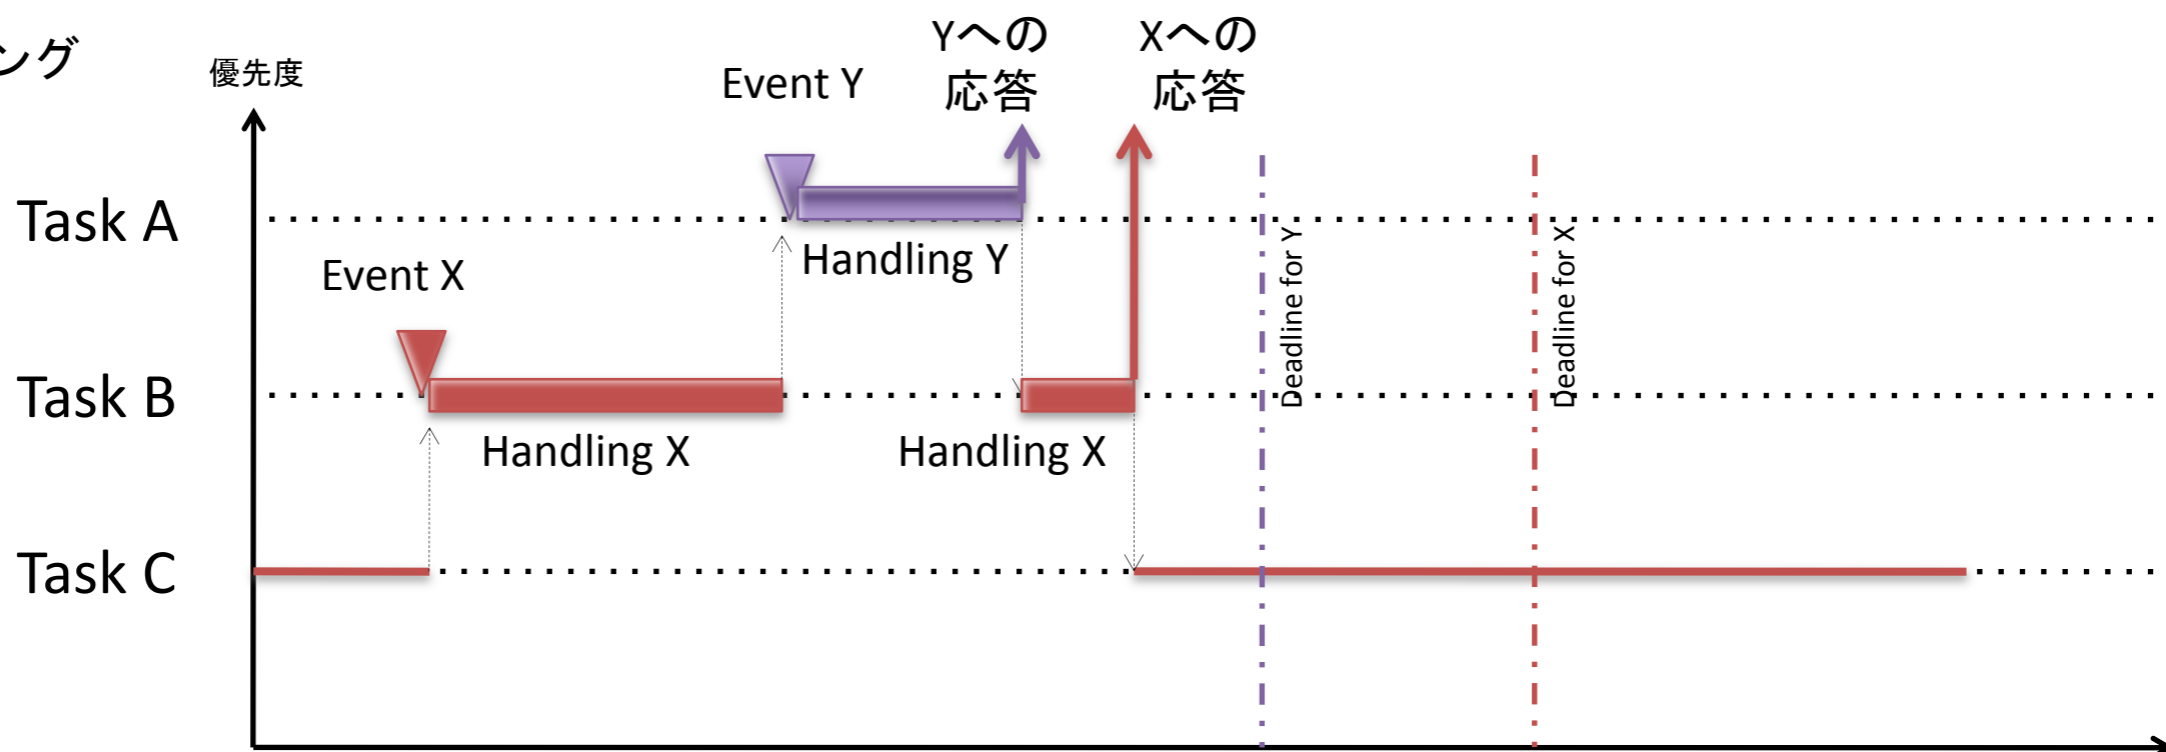 ング
優先度
Event Y
Yへの
応答
Xへの
応答
Task A
Event X
Handling Y
Deadline for Y
Deadline for X
Task B
Handling X
Handling X
Task C